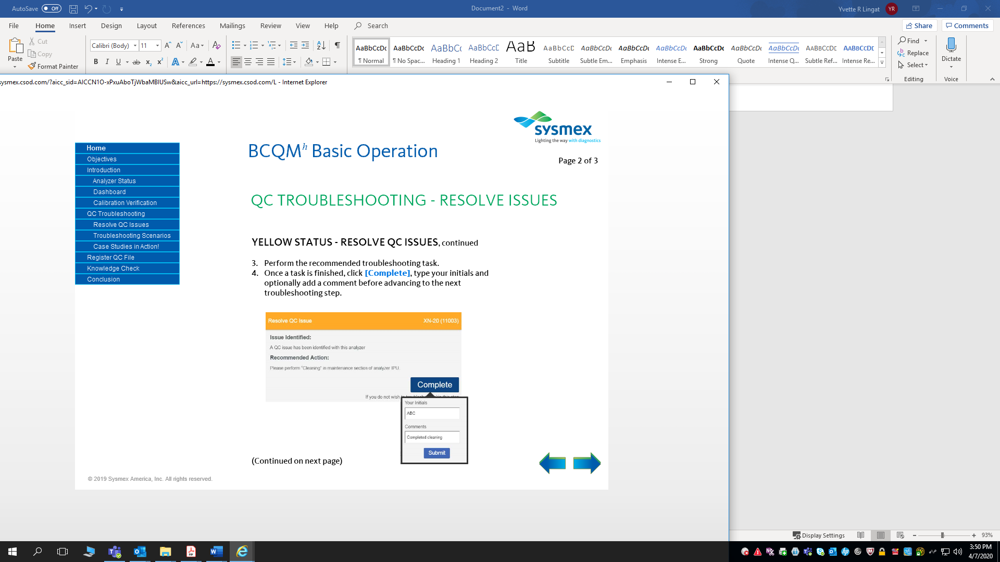 AutoSave Off
Document2 - Word
Yvette R Lingat YR
File Home Insert Design Layout References Mailings Review View Help Search
Share Comments
Paste
Cut
Copy
Format Painter
Calibri (Body) 11
AaBbCcDc AaBbCcDc AaBbCc AaBbCcD AaB AaBbCcD AaBbCcDc AaBbCcDc AaBbCcDc AaBbCcDc AaBbCcDc AaBbCcDc AABBCCDD AABBCCDD
¶ Normal ¶ No Spac... Heading 1 Heading 2 Title Subtitle Subtle Em... Emphasis Intense E... Strong Quote Intense Q... Subtle Ref... Intense Re...
Find
Replace
Select
Editing
Dictate
Voice
sysmex.csod.com/?aicc_sid=AICCN1O-xPxuAboTjWbaMBlUSw&aicc_url=https://sysmex.csod.com/L - Internet Explorer
sysmex
Lighting the way with diagnostics
BCQMh Basic Operation
Page 2 of 3
Home
Objectives
Introduction
Analyzer Status
Dashboard
Calibration Verification
QC Troubleshooting
Resolve QC Issues
Troubleshooting Scenarios
Case Studies in Action!
Register QC File
Knowledge Check
Conclusion
QC TROUBLESHOOTING - RESOLVE ISSUES
YELLOW STATUS - RESOLVE QC ISSUES, continued
3. Perform the recommended troubleshooting task.
4. Once a task is finished, click [Complete], type your initials and
optionally add a comment before advancing to the next
troubleshooting step.
Resolve QC Issue XN-20 (11003)
Issue Identified:
A QC issue has been identified with this analyzer
Recommended Action:
Please perform "Cleaning" in maintenance section of analyzer IPU.
Complete
If you do not wish
Your Initials
ABC
Comments
Completed cleaning
Submit
(Continued on next page)
© 2019 Sysmex America, Inc. All rights reserved.
Display Settings
93%
3:50 PM
4/7/2020